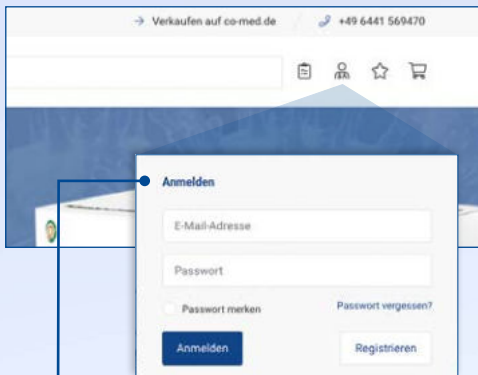 Verkaufen auf co-med.de
+49 6441 569470
Anmelden
E-Mail-Adresse
Passwort
Passwort merken
Passwort vergessen?
Anmelden
Registrieren